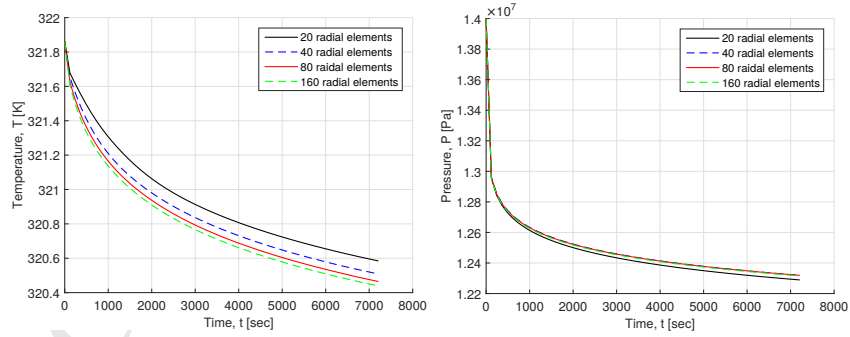 322
321.8
321.6
321.4
321.2
321
320.8
320.6
320.4
Temperature, T [K]
0 1000 2000 3000 4000 5000 6000 7000 8000
Time, t [sec]
20 radial elements
40 radial elements
80 raidal elements
160 radial elements
×10⁷
1.4
1.38
1.36
1.34
1.32
1.3
1.28
1.26
1.24
1.22
Pressure, P [Pa]
0 1000 2000 3000 4000 5000 6000 7000 8000
Time, t [sec]
20 radial elements
40 radial elements
80 raidal elements
160 radial elements